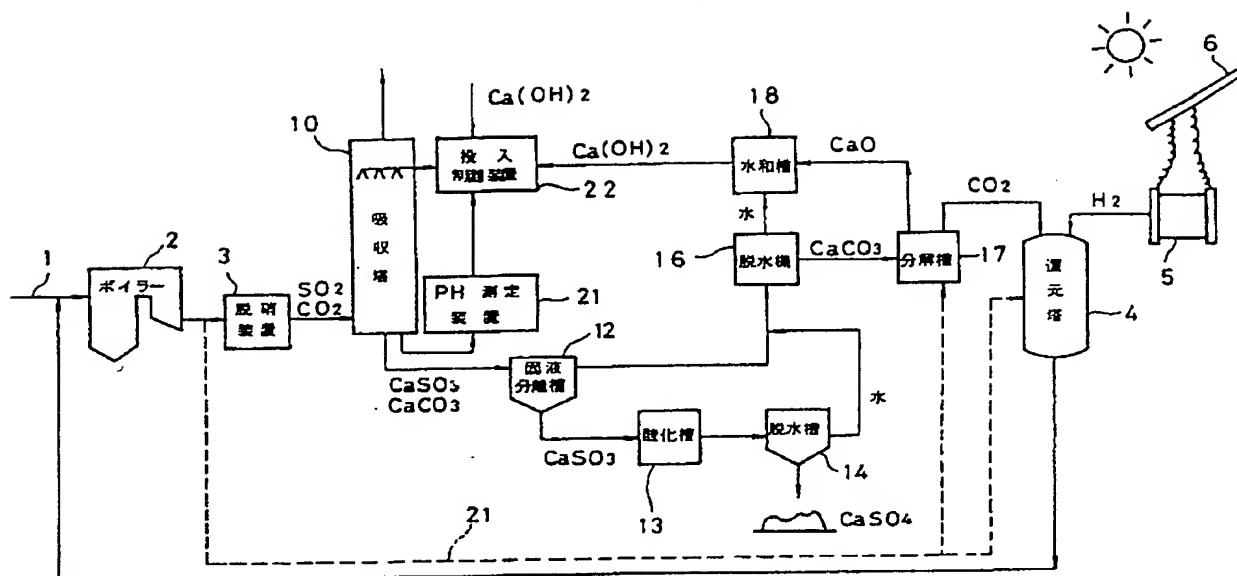 6
Ca(OH)2
10
18
投入
制御装置
Ca(OH)2
水和槽
CaO
CO2
H2
22
吸収塔
水
1
2
3
ボイラー
脱硝
装置
SO2
CO2
16
脱水機
CaCO3
分解槽
17
5
還元塔
4
PH 測定
装置
21
12
CaSO3
CaCO3
固液
分離槽
水
CaSO3
酸化槽
脱水槽
14
13
CaSO4
21